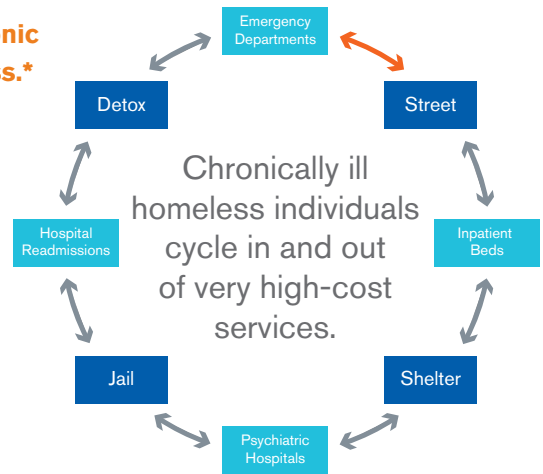 onic
s.*
Emergency
Departments
Detox
Street
Chronically ill
homeless individuals
cycle in and out
of very high-cost
services.
Hospital
Readmissions
Inpatient
Beds
Jail
Shelter
Psychiatric
Hospitals